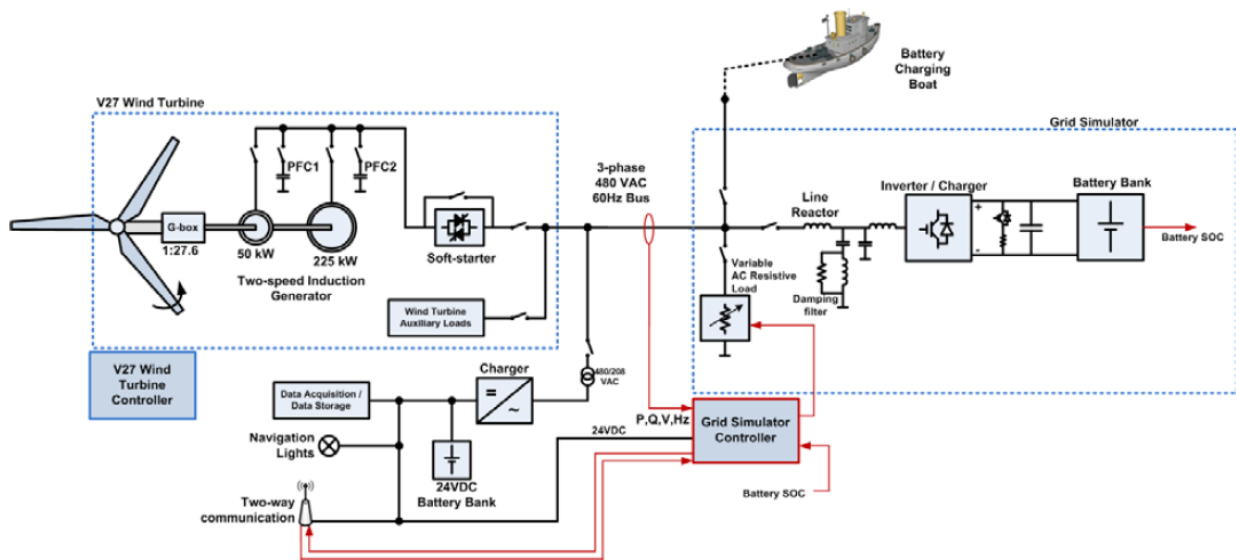 Battery
Charging
Boat
V27 Wind Turbine
Grid Simulator
PFC1
PFC2
3-phase
480 VAC
60Hz Bus
Inverter / Charger
Battery Bank
Line
Reactor
G-box
1:27.6
50 kW
225 kW
Two-speed Induction
Generator
Soft-starter
+
-
Battery SOC
Variable
AC Resistive
Load
Damping
filter
Wind Turbine
Auxiliary Loads
V27 Wind
Turbine
Controller
480/208
VAC
Charger
=
~
Data Acquisition /
Data Storage
P,Q,V,Hz
Grid Simulator
Controller
24VDC
Navigation
Lights
24VDC
Battery Bank
Two-way
communication
Battery SOC